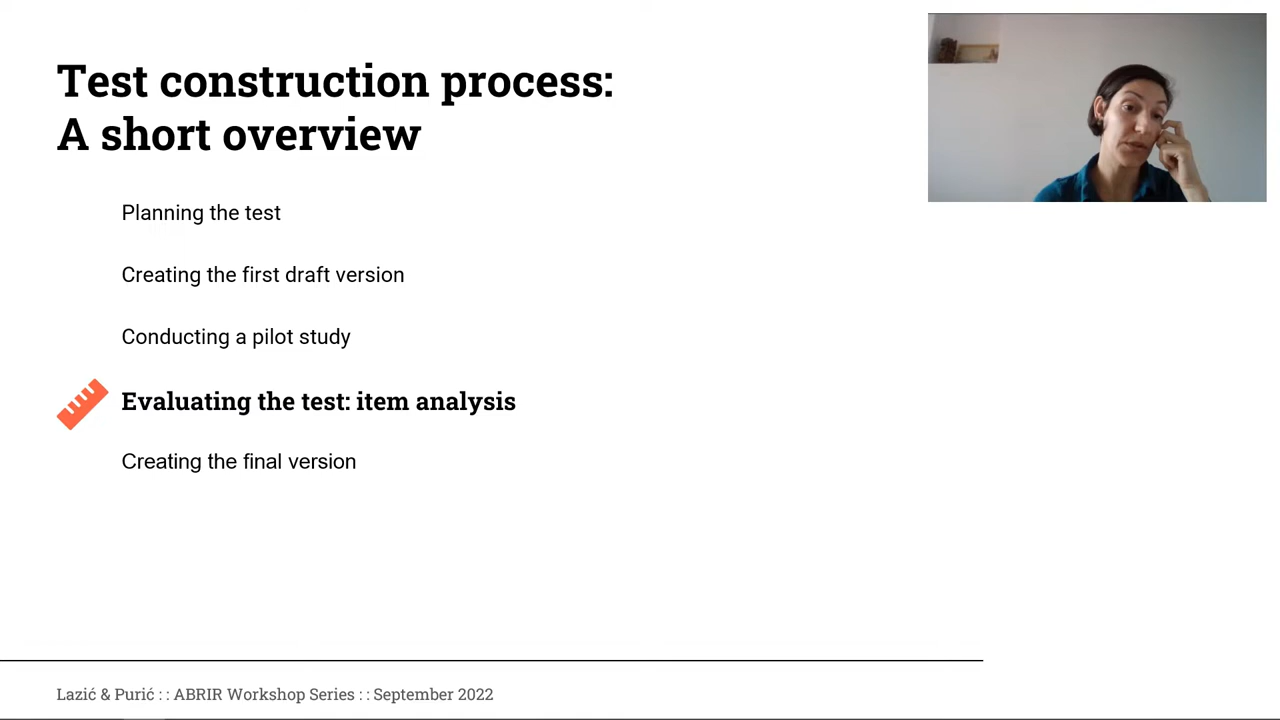 Test construction process:
A short overview
Planning the test
Creating the first draft version
Conducting a pilot study
Evaluating the test: item analysis
Creating the final version
Lazić & Purić : : ABRIR Workshop Series : : September 2022